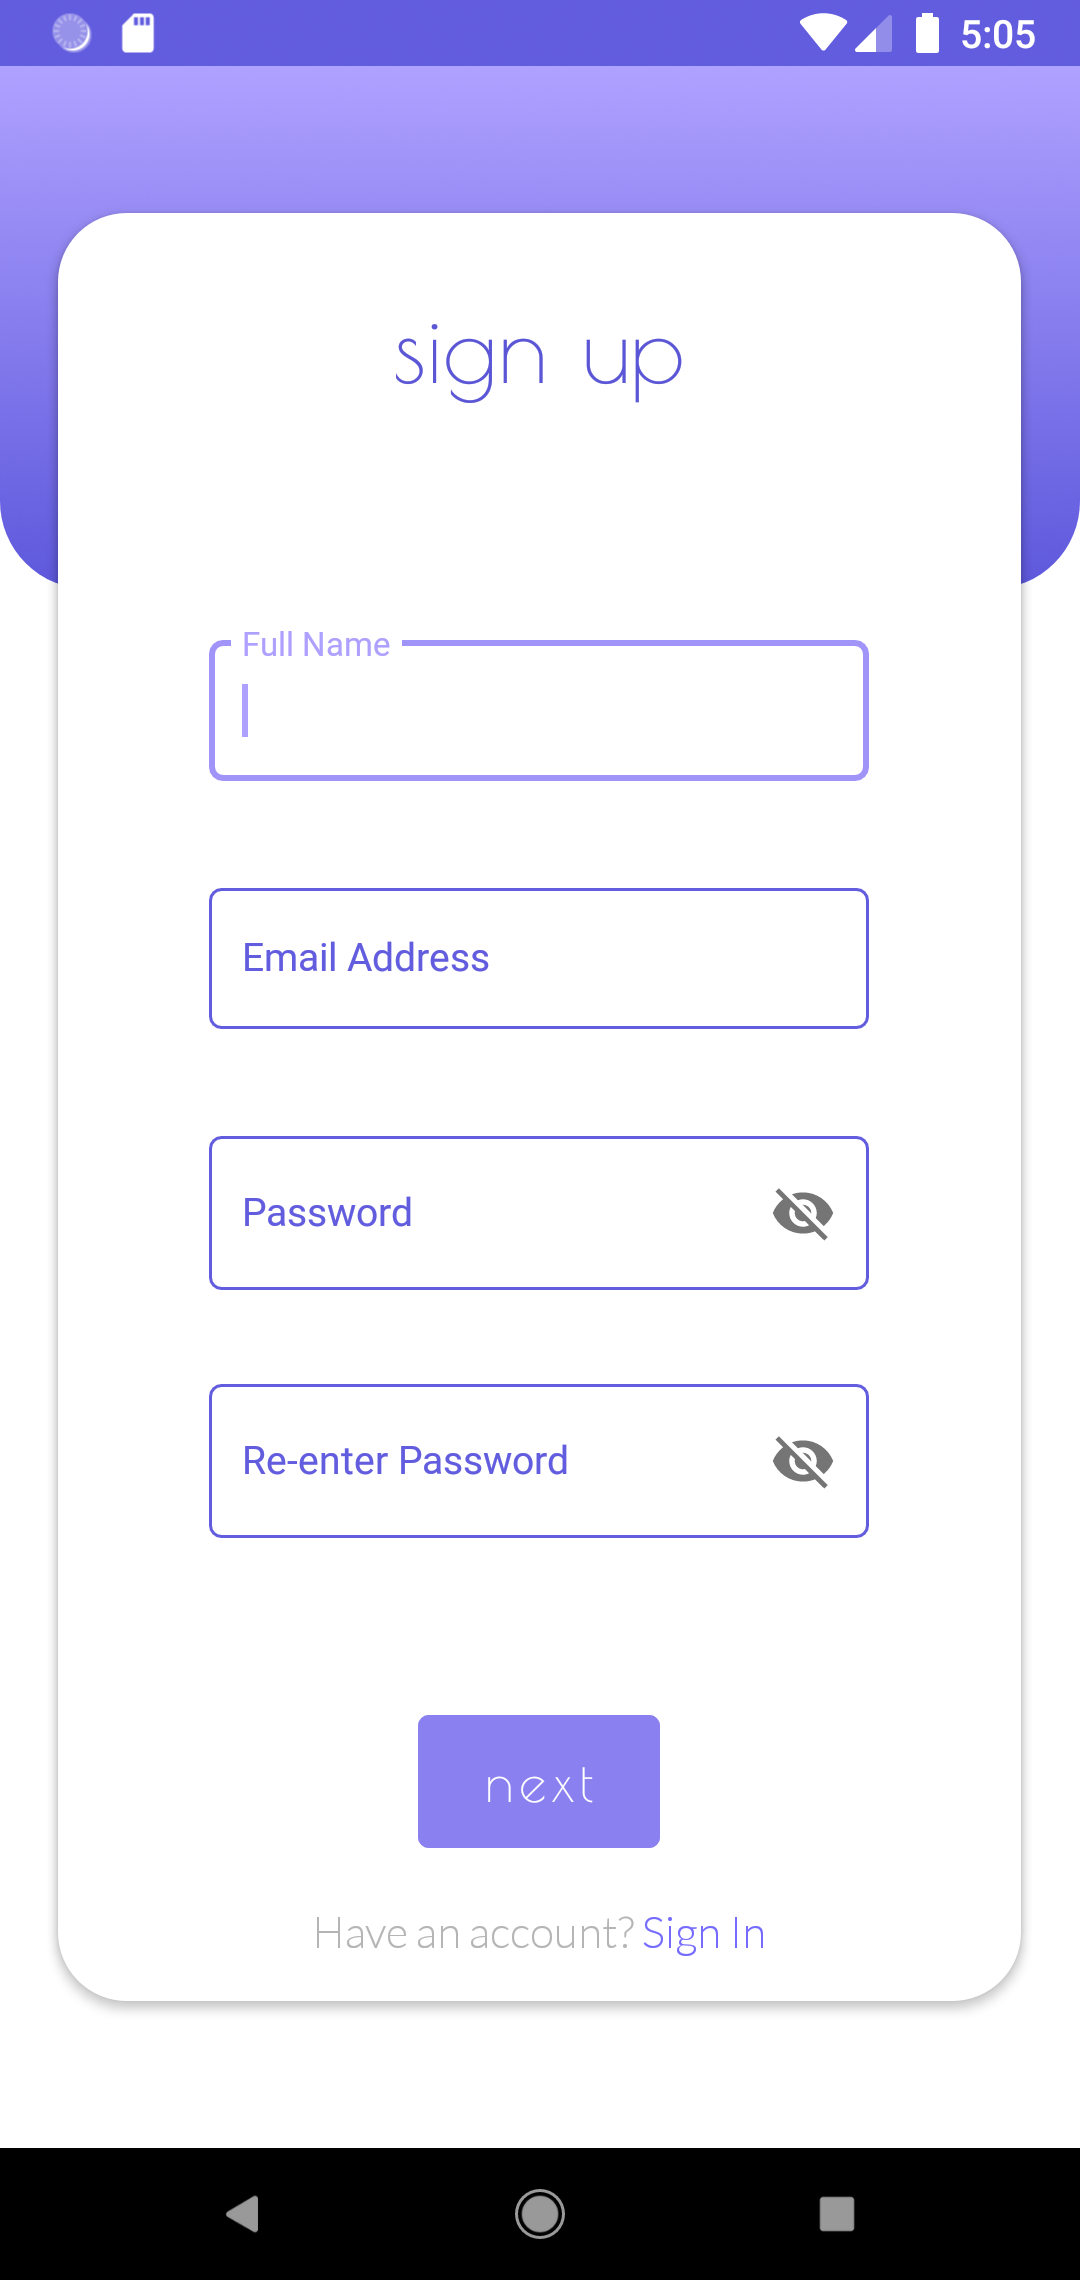 5:05
sign up
Full Name
Email Address
Password
Re-enter Password
next
Have an account? Sign In